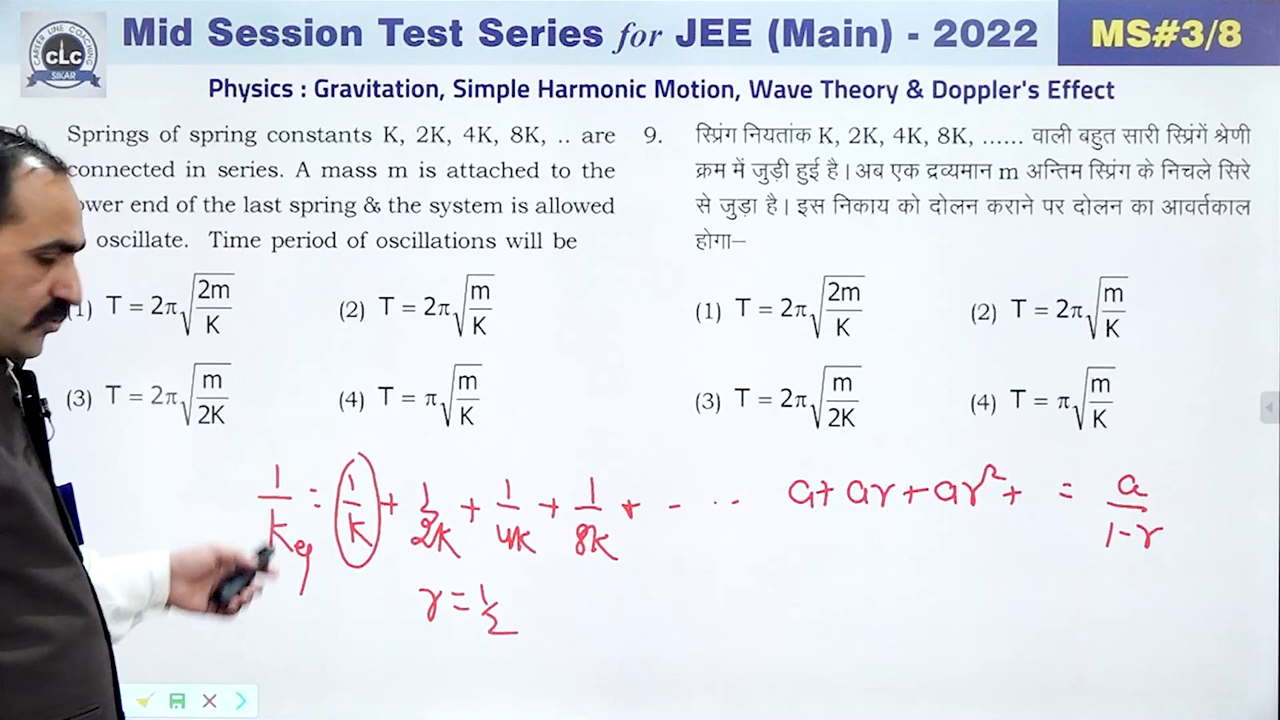 Mid Session Test Series for JEE (Main) - 2022
MS#3/8
CAREER LINE COACHING
CLC
SIKAR
Physics : Gravitation, Simple Harmonic Motion, Wave Theory & Doppler's Effect
Springs of spring constants K, 2K, 4K, 8K, .. are
connected in series. A mass m is attached to the
ower end of the last spring & the system is allowed
oscillate. Time period of oscillations will be
1) T = 2π√(2m/K)
(2) T = 2π√(m/K)
(3) T = 2π√(m/2K)
(4) T = π√(m/K)
9. स्प्रिंग नियतांक K, 2K, 4K, 8K, ...... वाली बहुत सारी स्प्रिंगें श्रेणी
क्रम में जुड़ी हुई है। अब एक द्रव्यमान m अन्तिम स्प्रिंग के निचले सिरे
से जुड़ा है। इस निकाय को दोलन कराने पर दोलन का आवर्तकाल
होगा–
(1) T = 2π√(2m/K)
(2) T = 2π√(m/K)
(3) T = 2π√(m/2K)
(4) T = π√(m/K)
1/Keq = 1/K + 1/2K + 1/4K + 1/8K + - - ..
r = 1/2
a + ar + ar² + = a/1-r